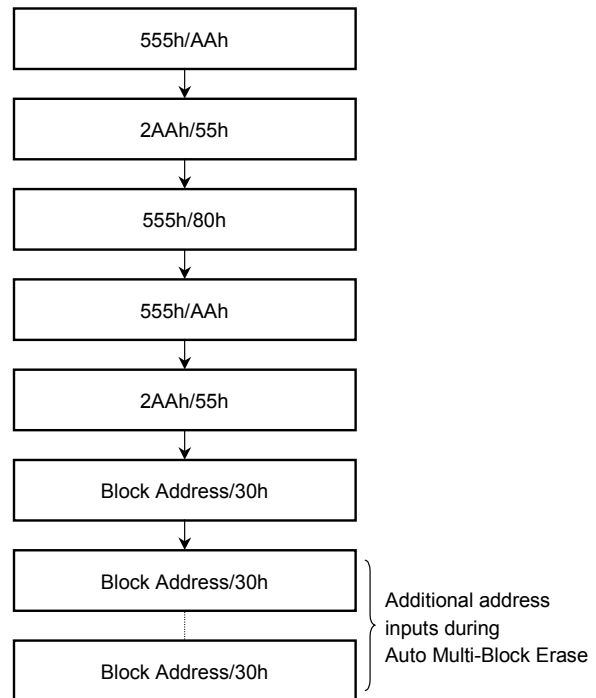 555h/AAh
2AAh/55h
555h/80h
555h/AAh
2AAh/55h
Block Address/30h
Block Address/30h
Block Address/30h
Additional address
inputs during
Auto Multi-Block Erase